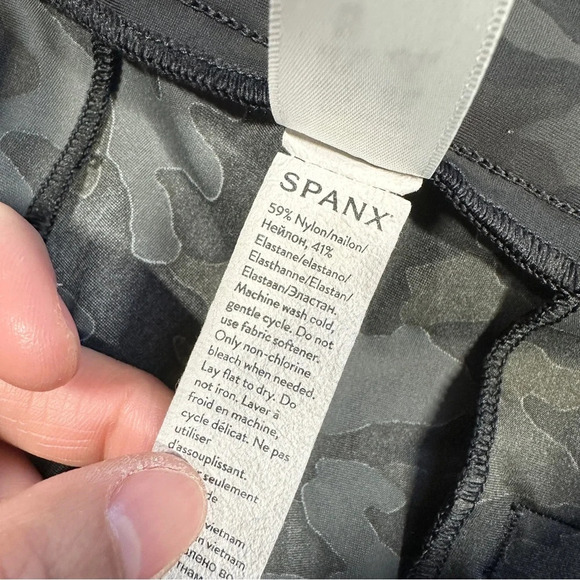 SPANX
59% Nylon/nailon/
Нейлон, 41%
Elastane/elastano/
Elasthanne/Elastan/
Elastaan/Эластан.
Machine wash cold,
gentle cycle. Do not
use fabric softener.
Only non-chlorine
bleach when needed.
Lay flat to dry. Do
not iron. Laver à
froid en machine,
cycle délicat. Ne pas
utiliser
d'assouplissant.
seulement
de
vietnam
en vietnam